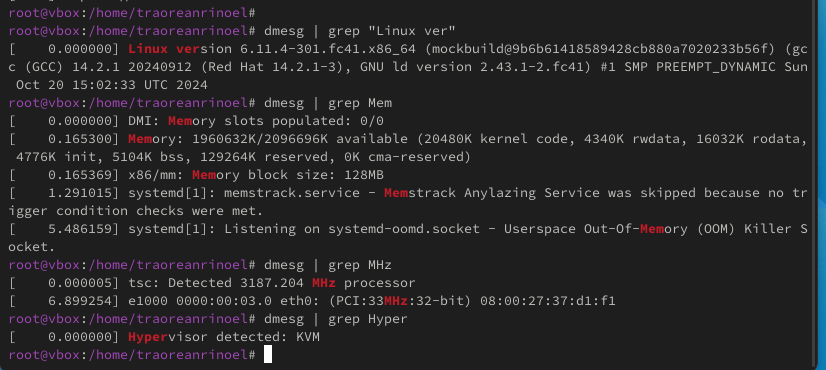 root@vbox:/home/traoreanrinoel#
root@vbox:/home/traoreanrinoel# dmesg | grep "Linux ver"
[    0.000000] Linux version 6.11.4-301.fc41.x86_64 (mockbuild@9b6b61418589428cb880a7020233b56f) (gc
c (GCC) 14.2.1 20240912 (Red Hat 14.2.1-3), GNU ld version 2.43.1-2.fc41) #1 SMP PREEMPT_DYNAMIC Sun
 Oct 20 15:02:33 UTC 2024
root@vbox:/home/traoreanrinoel# dmesg | grep Mem
[    0.000000] DMI: Memory slots populated: 0/0
[    0.165300] Memory: 1960632K/2096696K available (20480K kernel code, 4340K rwdata, 16032K rodata,
 4776K init, 5104K bss, 129264K reserved, 0K cma-reserved)
[    0.165369] x86/mm: Memory block size: 128MB
[    1.291015] systemd[1]: memstrack.service - Memstrack Anylazing Service was skipped because no tr
igger condition checks were met.
[    5.486159] systemd[1]: Listening on systemd-oomd.socket - Userspace Out-Of-Memory (OOM) Killer S
ocket.
root@vbox:/home/traoreanrinoel# dmesg | grep MHz
[    0.000005] tsc: Detected 3187.204 MHz processor
[    6.899254] e1000 0000:00:03.0 eth0: (PCI:33MHz:32-bit) 08:00:27:37:d1:f1
root@vbox:/home/traoreanrinoel# dmesg | grep Hyper
[    0.000000] Hypervisor detected: KVM
root@vbox:/home/traoreanrinoel#